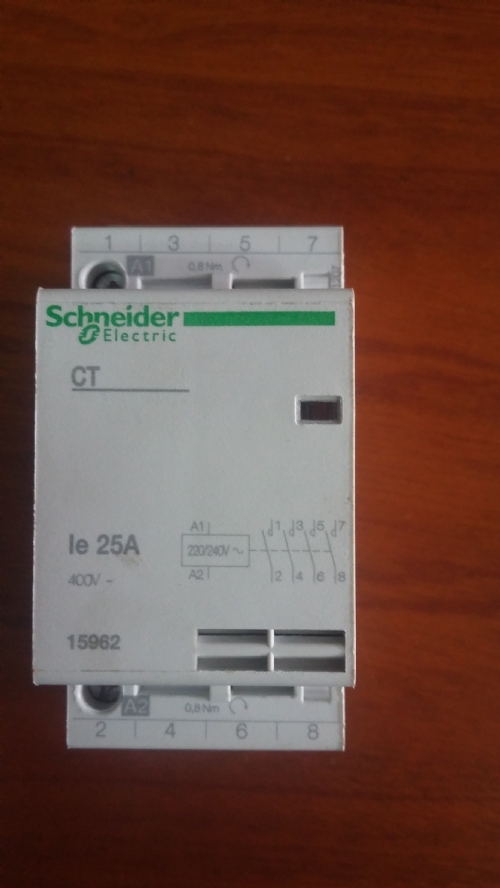 1 3 5 7
A1 0,8 Nm
Schneider
Electric
CT
A1 1 3 5 7
Ie 25A 220/240V ~
400V ~ A2 2 4 6 8
15962
A2 0,8 Nm
2 4 6 8